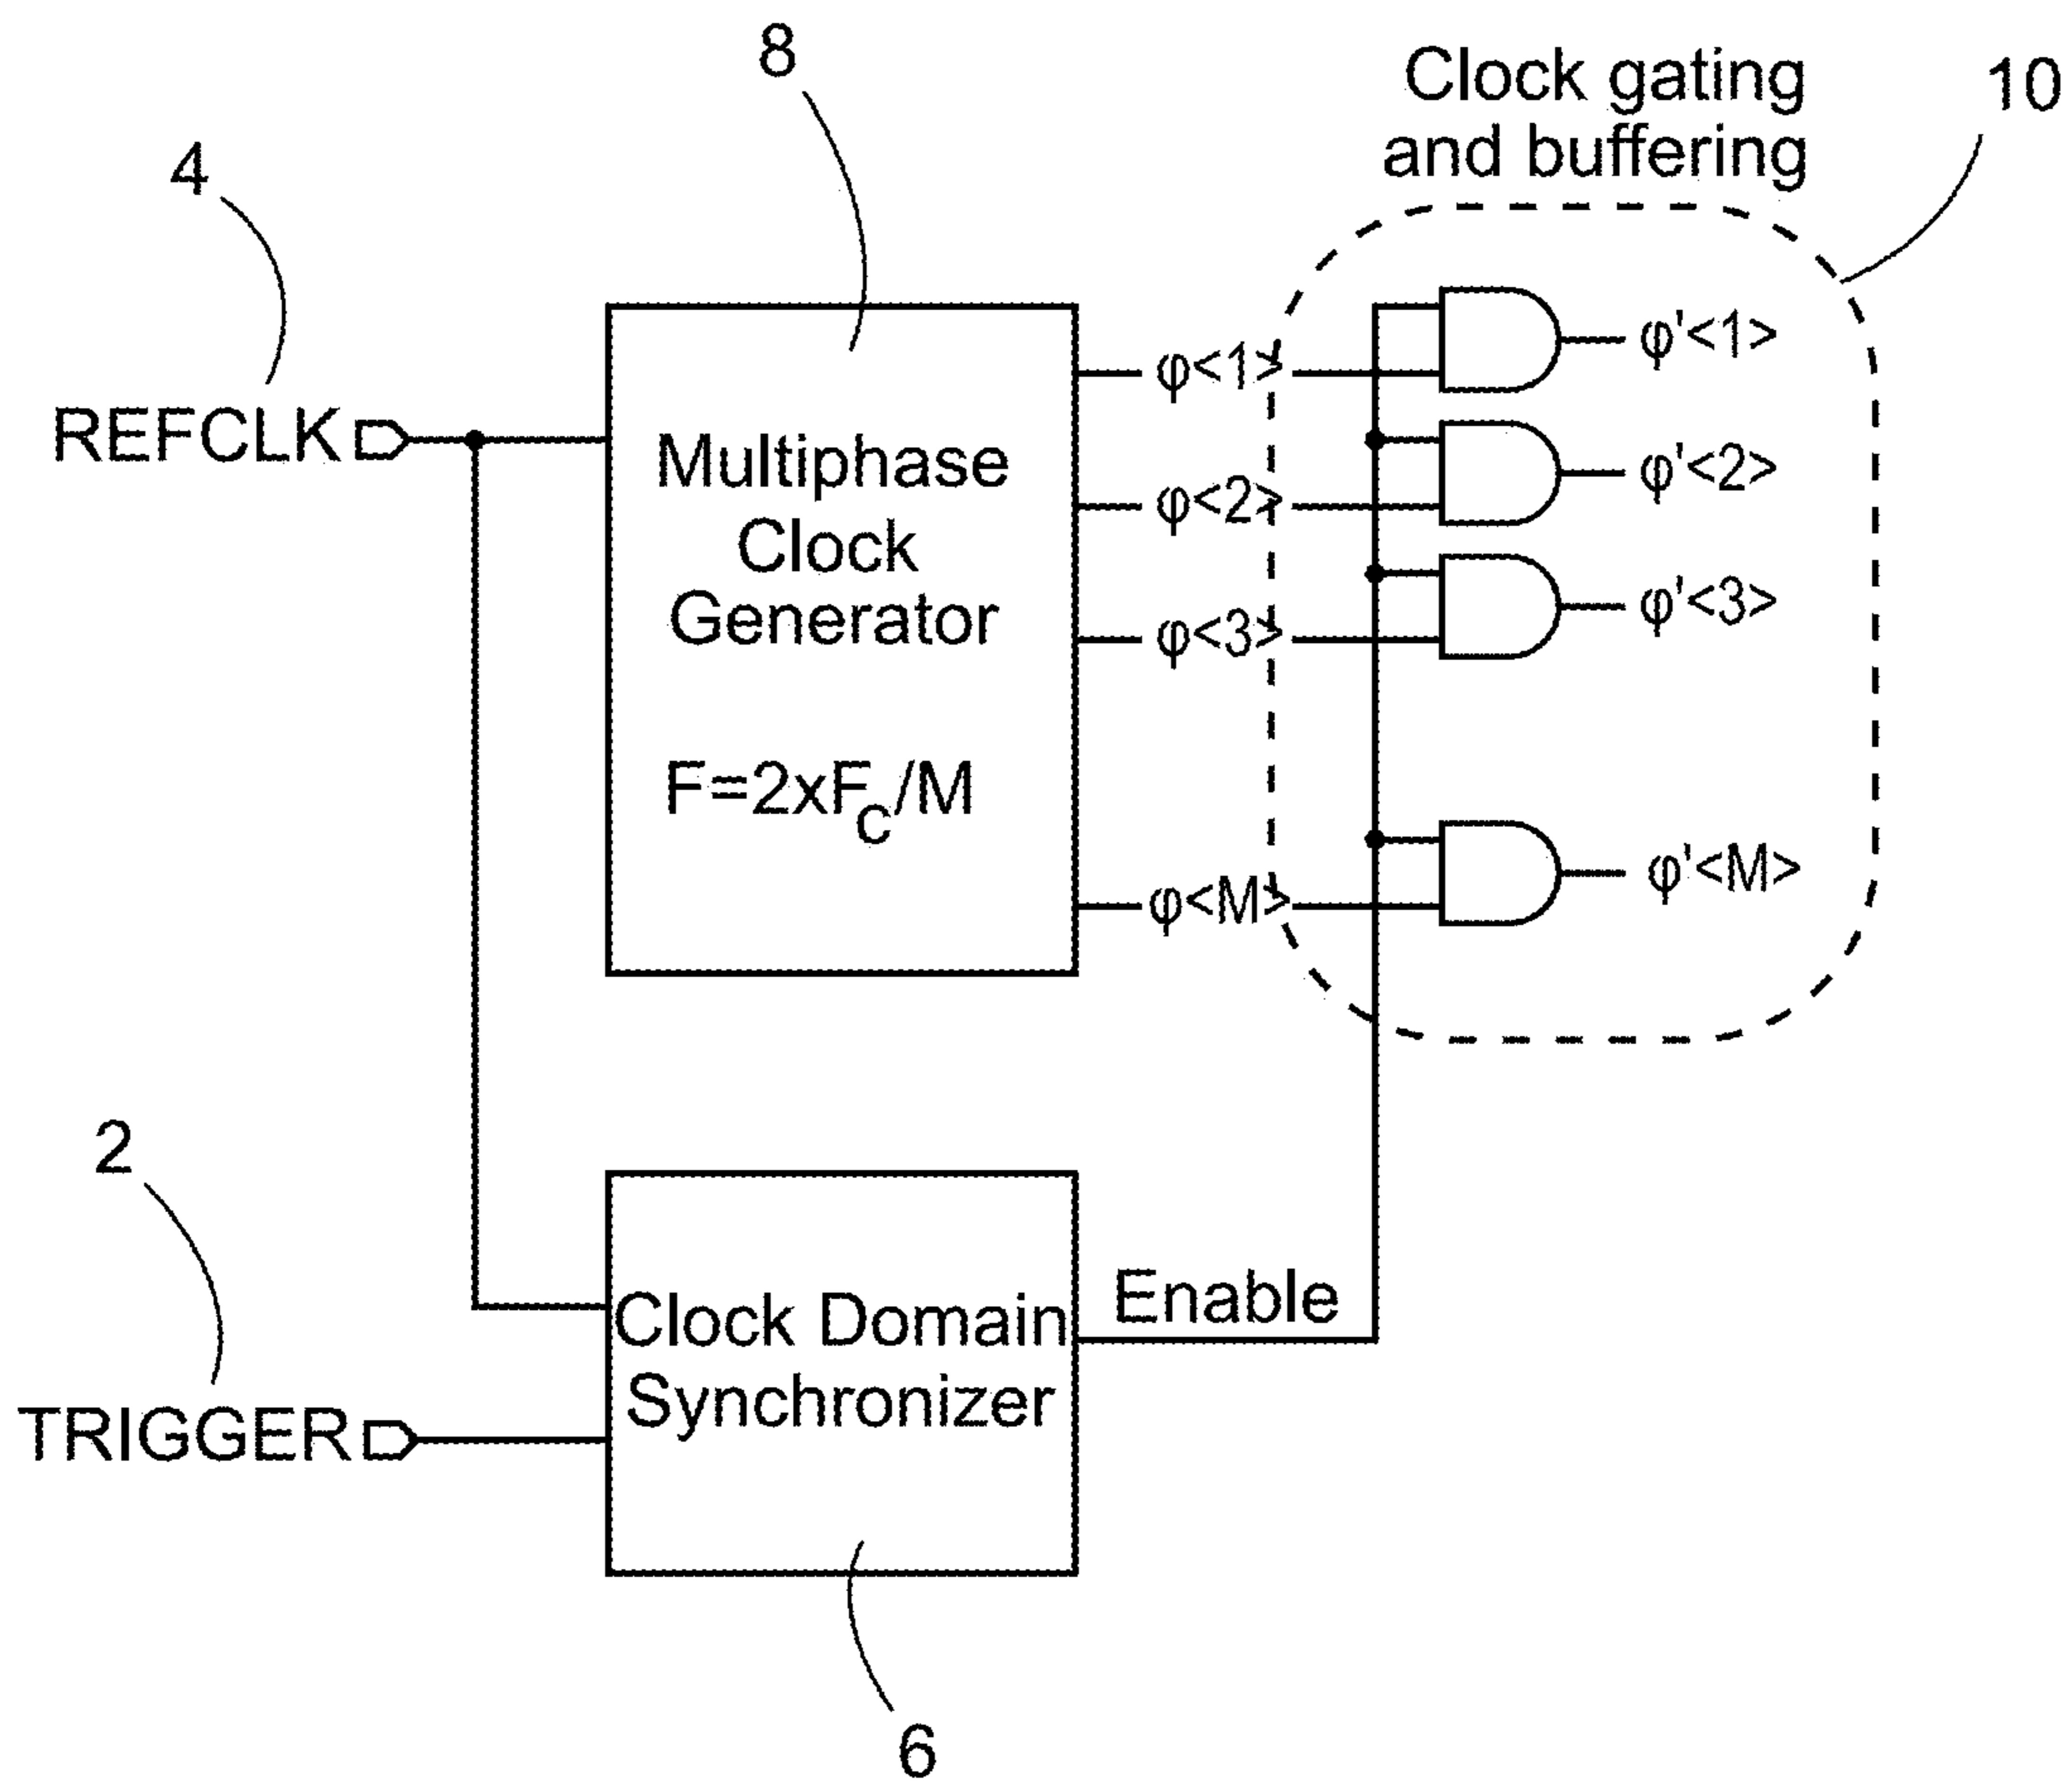 8
Clock gating
and buffering
10
4
REFCLK
Multiphase
Clock
Generator
F=2xFC/M
φ<1>
φ<2>
φ<3>
φ<M>
φ'<1>
φ'<2>
φ'<3>
φ'<M>
2
TRIGGER
Clock Domain
Synchronizer
Enable
6